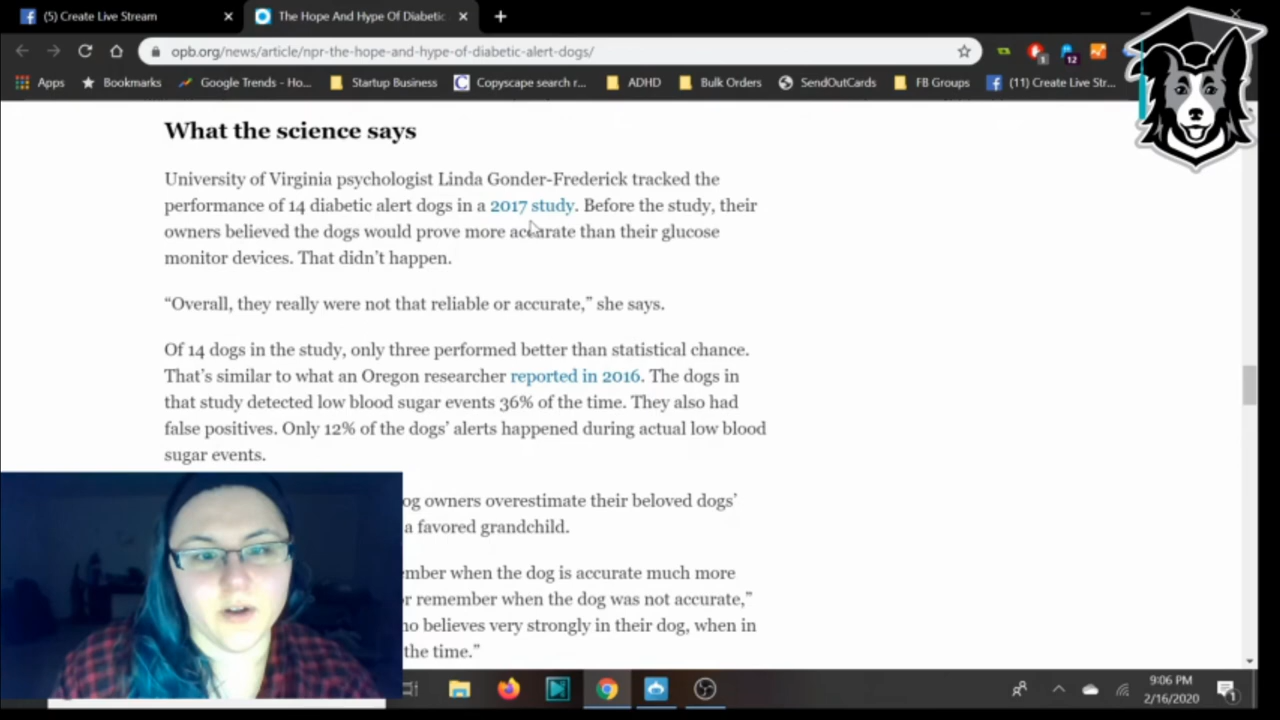 (5) Create Live Stream
The Hope And Hype Of Diabetic
opb.org/news/article/npr-the-hope-and-hype-of-diabetic-alert-dogs/
1
12
Apps
Bookmarks
Google Trends - Ho...
Startup Business
Copyscape search r...
ADHD
Bulk Orders
SendOutCards
FB Groups
(11) Create Live Str...
What the science says
University of Virginia psychologist Linda Gonder-Frederick tracked the
performance of 14 diabetic alert dogs in a 2017 study. Before the study, their
owners believed the dogs would prove more accurate than their glucose
monitor devices. That didn’t happen.
“Overall, they really were not that reliable or accurate,” she says.
Of 14 dogs in the study, only three performed better than statistical chance.
That’s similar to what an Oregon researcher reported in 2016. The dogs in
that study detected low blood sugar events 36% of the time. They also had
false positives. Only 12% of the dogs’ alerts happened during actual low blood
sugar events.
og owners overestimate their beloved dogs’
a favored grandchild.
mber when the dog is accurate much more
r remember when the dog was not accurate,”
o believes very strongly in their dog, when in
the time.”
9:06 PM
2/16/2020
1